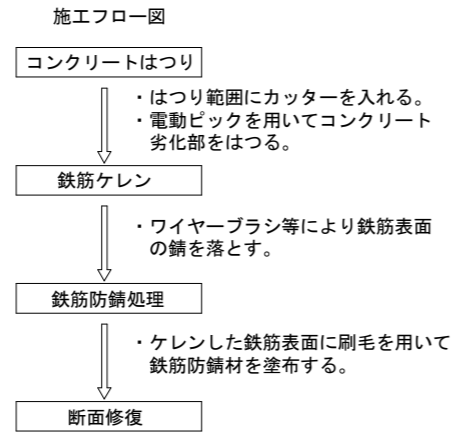 施工フロー図
コンクリートはつり
・はつり範囲にカッターを入れる。
・電動ピックを用いてコンクリート
劣化部をはつる。
鉄筋ケレン
・ワイヤーブラシ等により鉄筋表面
の錆を落とす。
鉄筋防錆処理
・ケレンした鉄筋表面に刷毛を用いて
鉄筋防錆材を塗布する。
断面修復